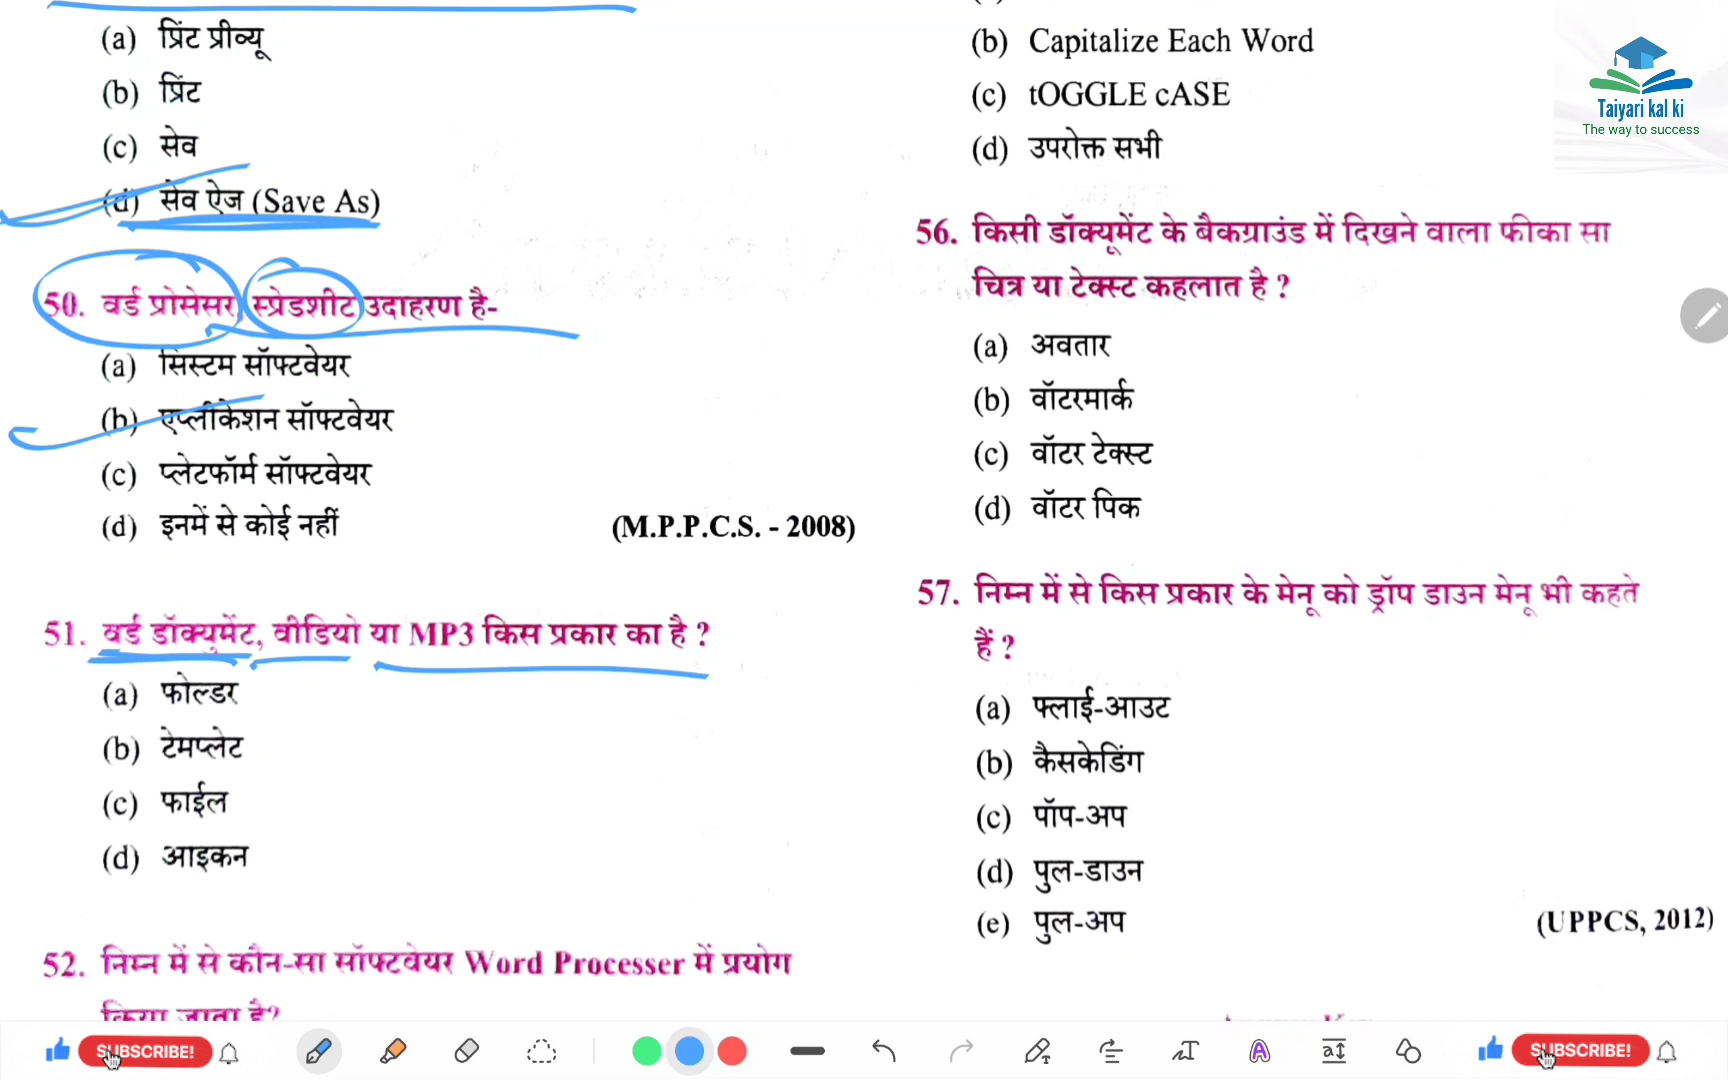 (a) प्रिंट प्रीव्यू
(b) प्रिंट
(c) सेव
(d) सेव ऐज (Save As)
50. वर्ड प्रोसेसर, स्प्रेडशीट उदाहरण है-
(a) सिस्टम सॉफ्टवेयर
(b) एप्लीकेशन सॉफ्टवेयर
(c) प्लेटफॉर्म सॉफ्टवेयर
(d) इनमें से कोई नहीं (M.P.P.C.S. - 2008)
51. वर्ड डॉक्युमेंट, वीडियो या MP3 किस प्रकार का है ?
(a) फोल्डर
(b) टेमप्लेट
(c) फाईल
(d) आइकन
52. निम्न में से कौन-सा सॉफ्टवेयर Word Processer में प्रयोग
किया जाता है?
(b) Capitalize Each Word
(c) tOGGLE cASE
(d) उपरोक्त सभी
56. किसी डॉक्यूमेंट के बैकग्राउंड में दिखने वाला फीका सा
चित्र या टेक्स्ट कहलात है ?
(a) अवतार
(b) वॉटरमार्क
(c) वॉटर टेक्स्ट
(d) वॉटर पिक
57. निम्न में से किस प्रकार के मेनू को ड्रॉप डाउन मेनू भी कहते
हैं ?
(a) फ्लाई-आउट
(b) कैसकेडिंग
(c) पॉप-अप
(d) पुल-डाउन
(e) पुल-अप (UPPCS, 2012)
Taiyari kal ki
The way to success
SUBSCRIBE!
SUBSCRIBE!